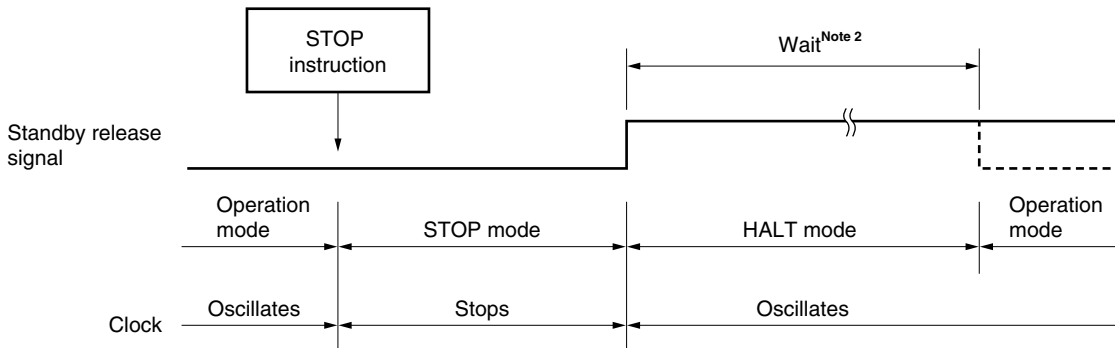 STOP
instruction
Wait Note 2
Standby release
signal
Operation
mode
STOP mode
HALT mode
Operation
mode
Clock
Oscillates
Stops
Oscillates